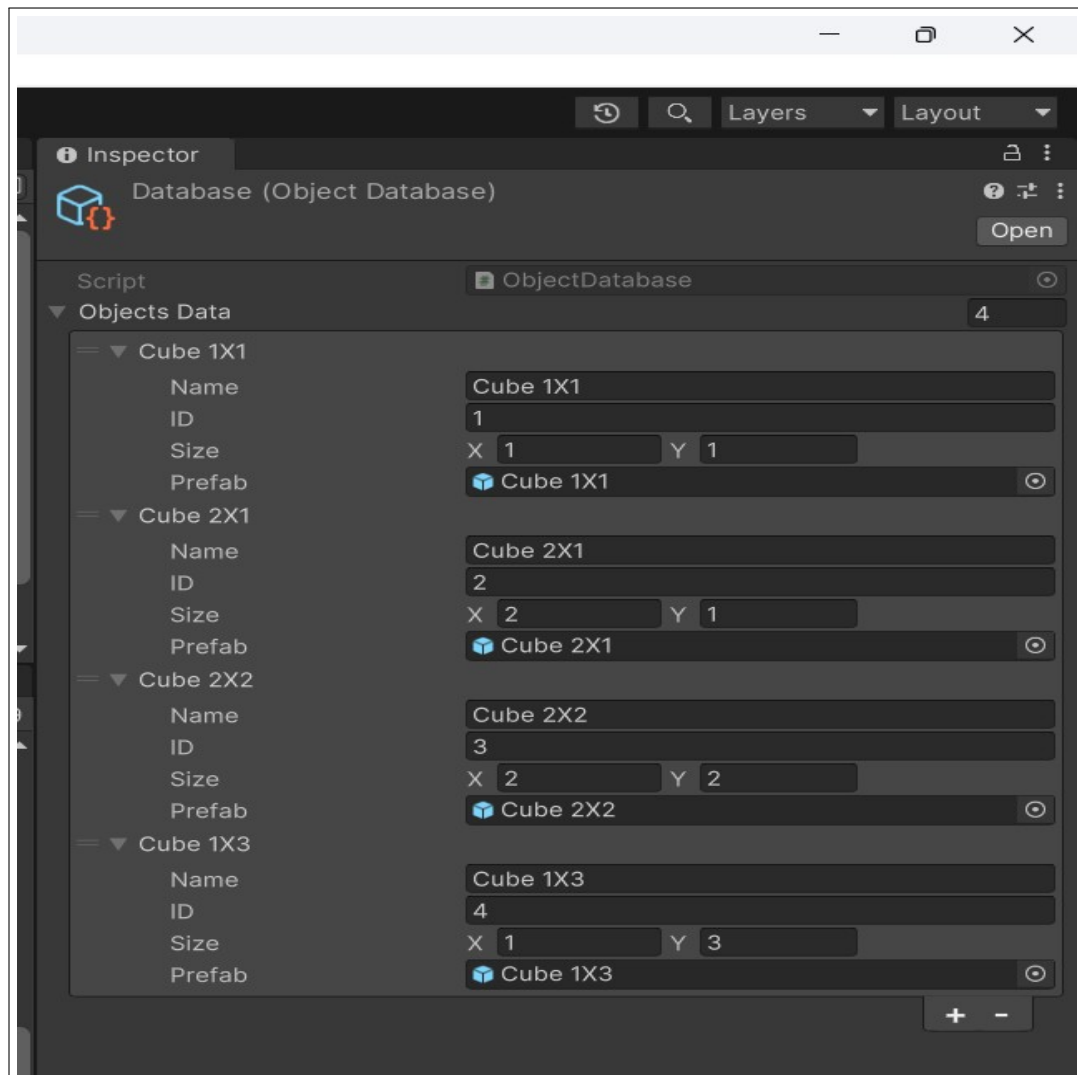 Layers Layout
Inspector
Database (Object Database)
Open
Script ObjectDatabase
Objects Data 4
Cube 1X1
Name Cube 1X1
ID 1
Size X 1 Y 1
Prefab Cube 1X1
Cube 2X1
Name Cube 2X1
ID 2
Size X 2 Y 1
Prefab Cube 2X1
Cube 2X2
Name Cube 2X2
ID 3
Size X 2 Y 2
Prefab Cube 2X2
Cube 1X3
Name Cube 1X3
ID 4
Size X 1 Y 3
Prefab Cube 1X3
+ -